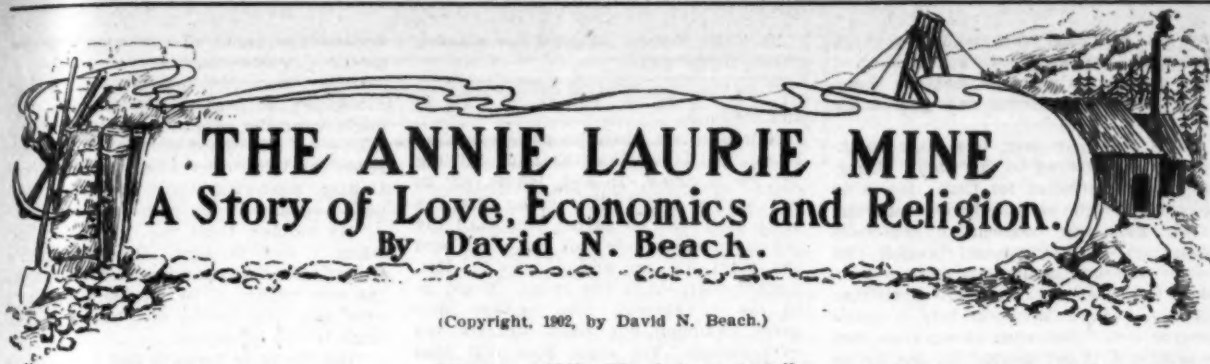 THE ANNIE LAURIE MINE
A Story of Love, Economics and Religion.
By David N. Beach.
(Copyright, 1902, by David N. Beach.)